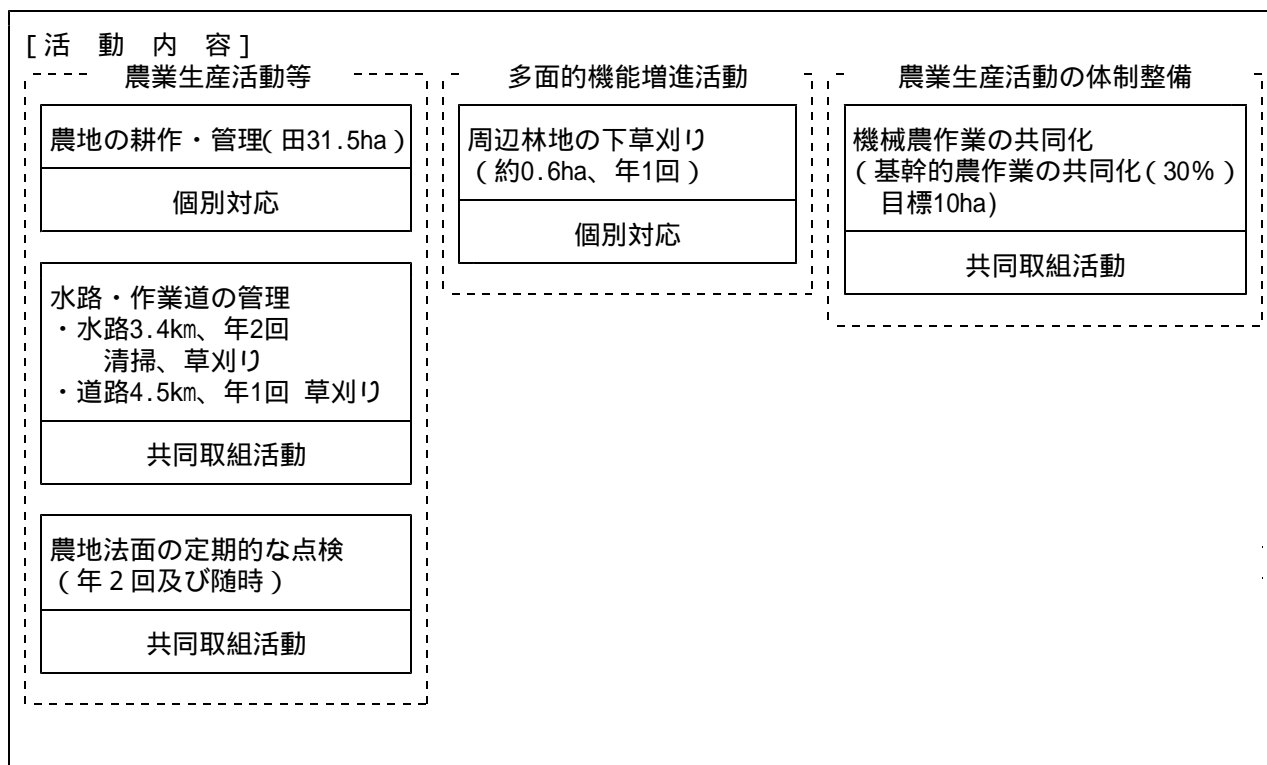 [活 動 内 容]
農業生産活動等
農地の耕作・管理(田31.5ha)
個別対応
水路・作業道の管理
・水路3.4㎞、年2回
清掃、草刈り
・道路4.5㎞、年1回 草刈り
共同取組活動
農地法面の定期的な点検
(年2回及び随時)
共同取組活動
多面的機能増進活動
周辺林地の下草刈り
(約0.6ha、年1回)
個別対応
農業生産活動の体制整備
機械農作業の共同化
(基幹的農作業の共同化(30%)
目標10ha)
共同取組活動